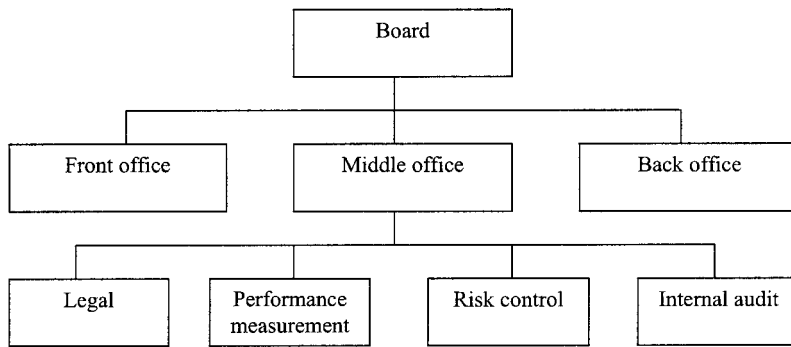 Board
Front office
Middle office
Back office
Legal
Performance
measurement
Risk control
Internal audit